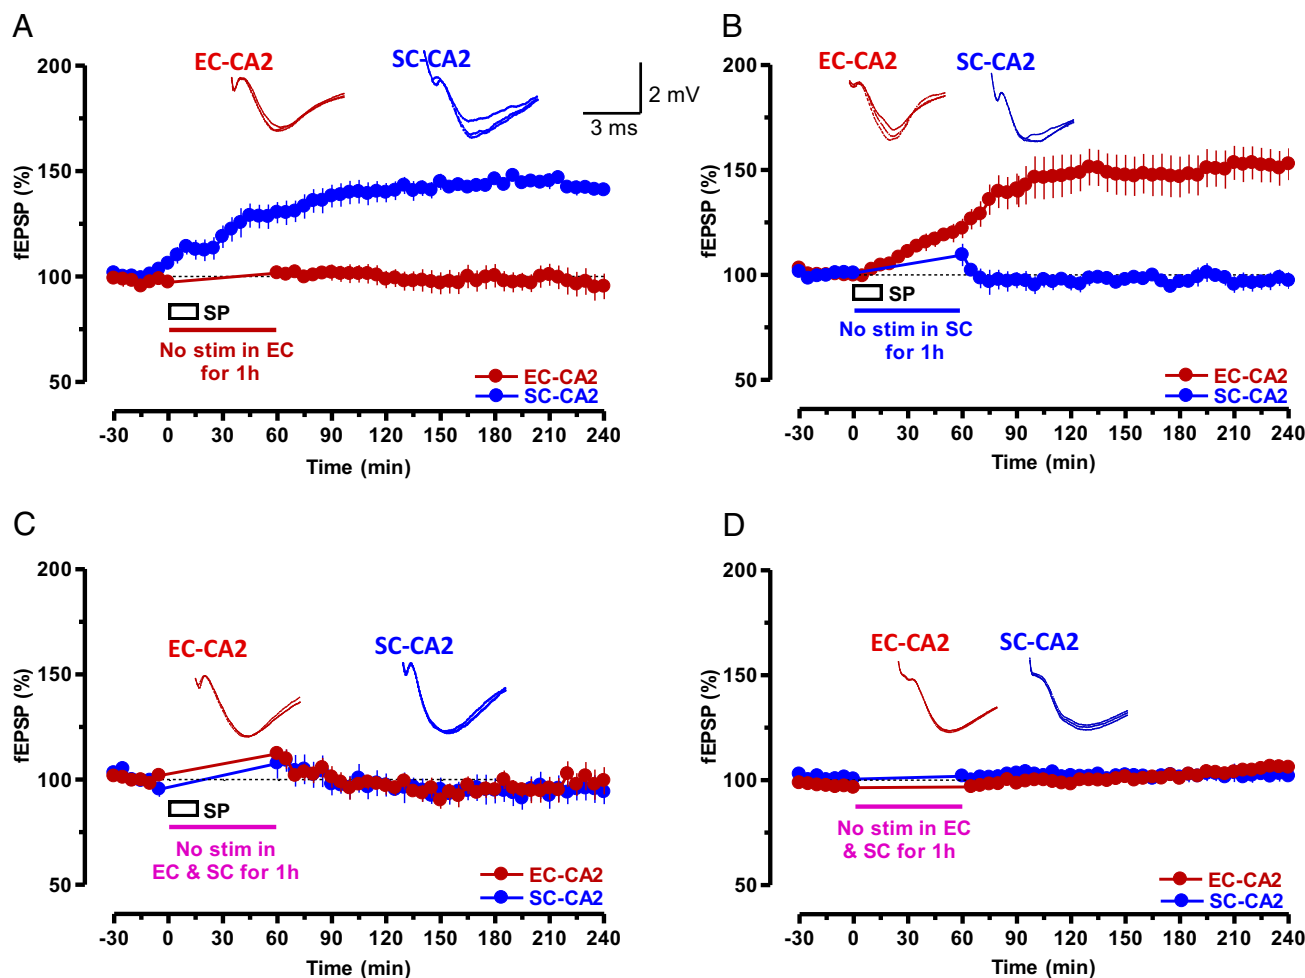 A
EC-CA2
SC-CA2
2 mV
3 ms
200
150
100
50
fEPSP (%)
SP
No stim in EC
for 1h
EC-CA2
SC-CA2
-30 0 30 60 90 120 150 180 210 240
Time (min)
B
EC-CA2
SC-CA2
200
150
100
50
fEPSP (%)
SP
No stim in SC
for 1h
EC-CA2
SC-CA2
-30 0 30 60 90 120 150 180 210 240
Time (min)
C
EC-CA2
SC-CA2
200
150
100
50
fEPSP (%)
SP
No stim in
EC & SC for 1h
EC-CA2
SC-CA2
-30 0 30 60 90 120 150 180 210 240
Time (min)
D
EC-CA2
SC-CA2
200
150
100
50
fEPSP (%)
No stim in EC
& SC for 1h
EC-CA2
SC-CA2
-30 0 30 60 90 120 150 180 210 240
Time (min)